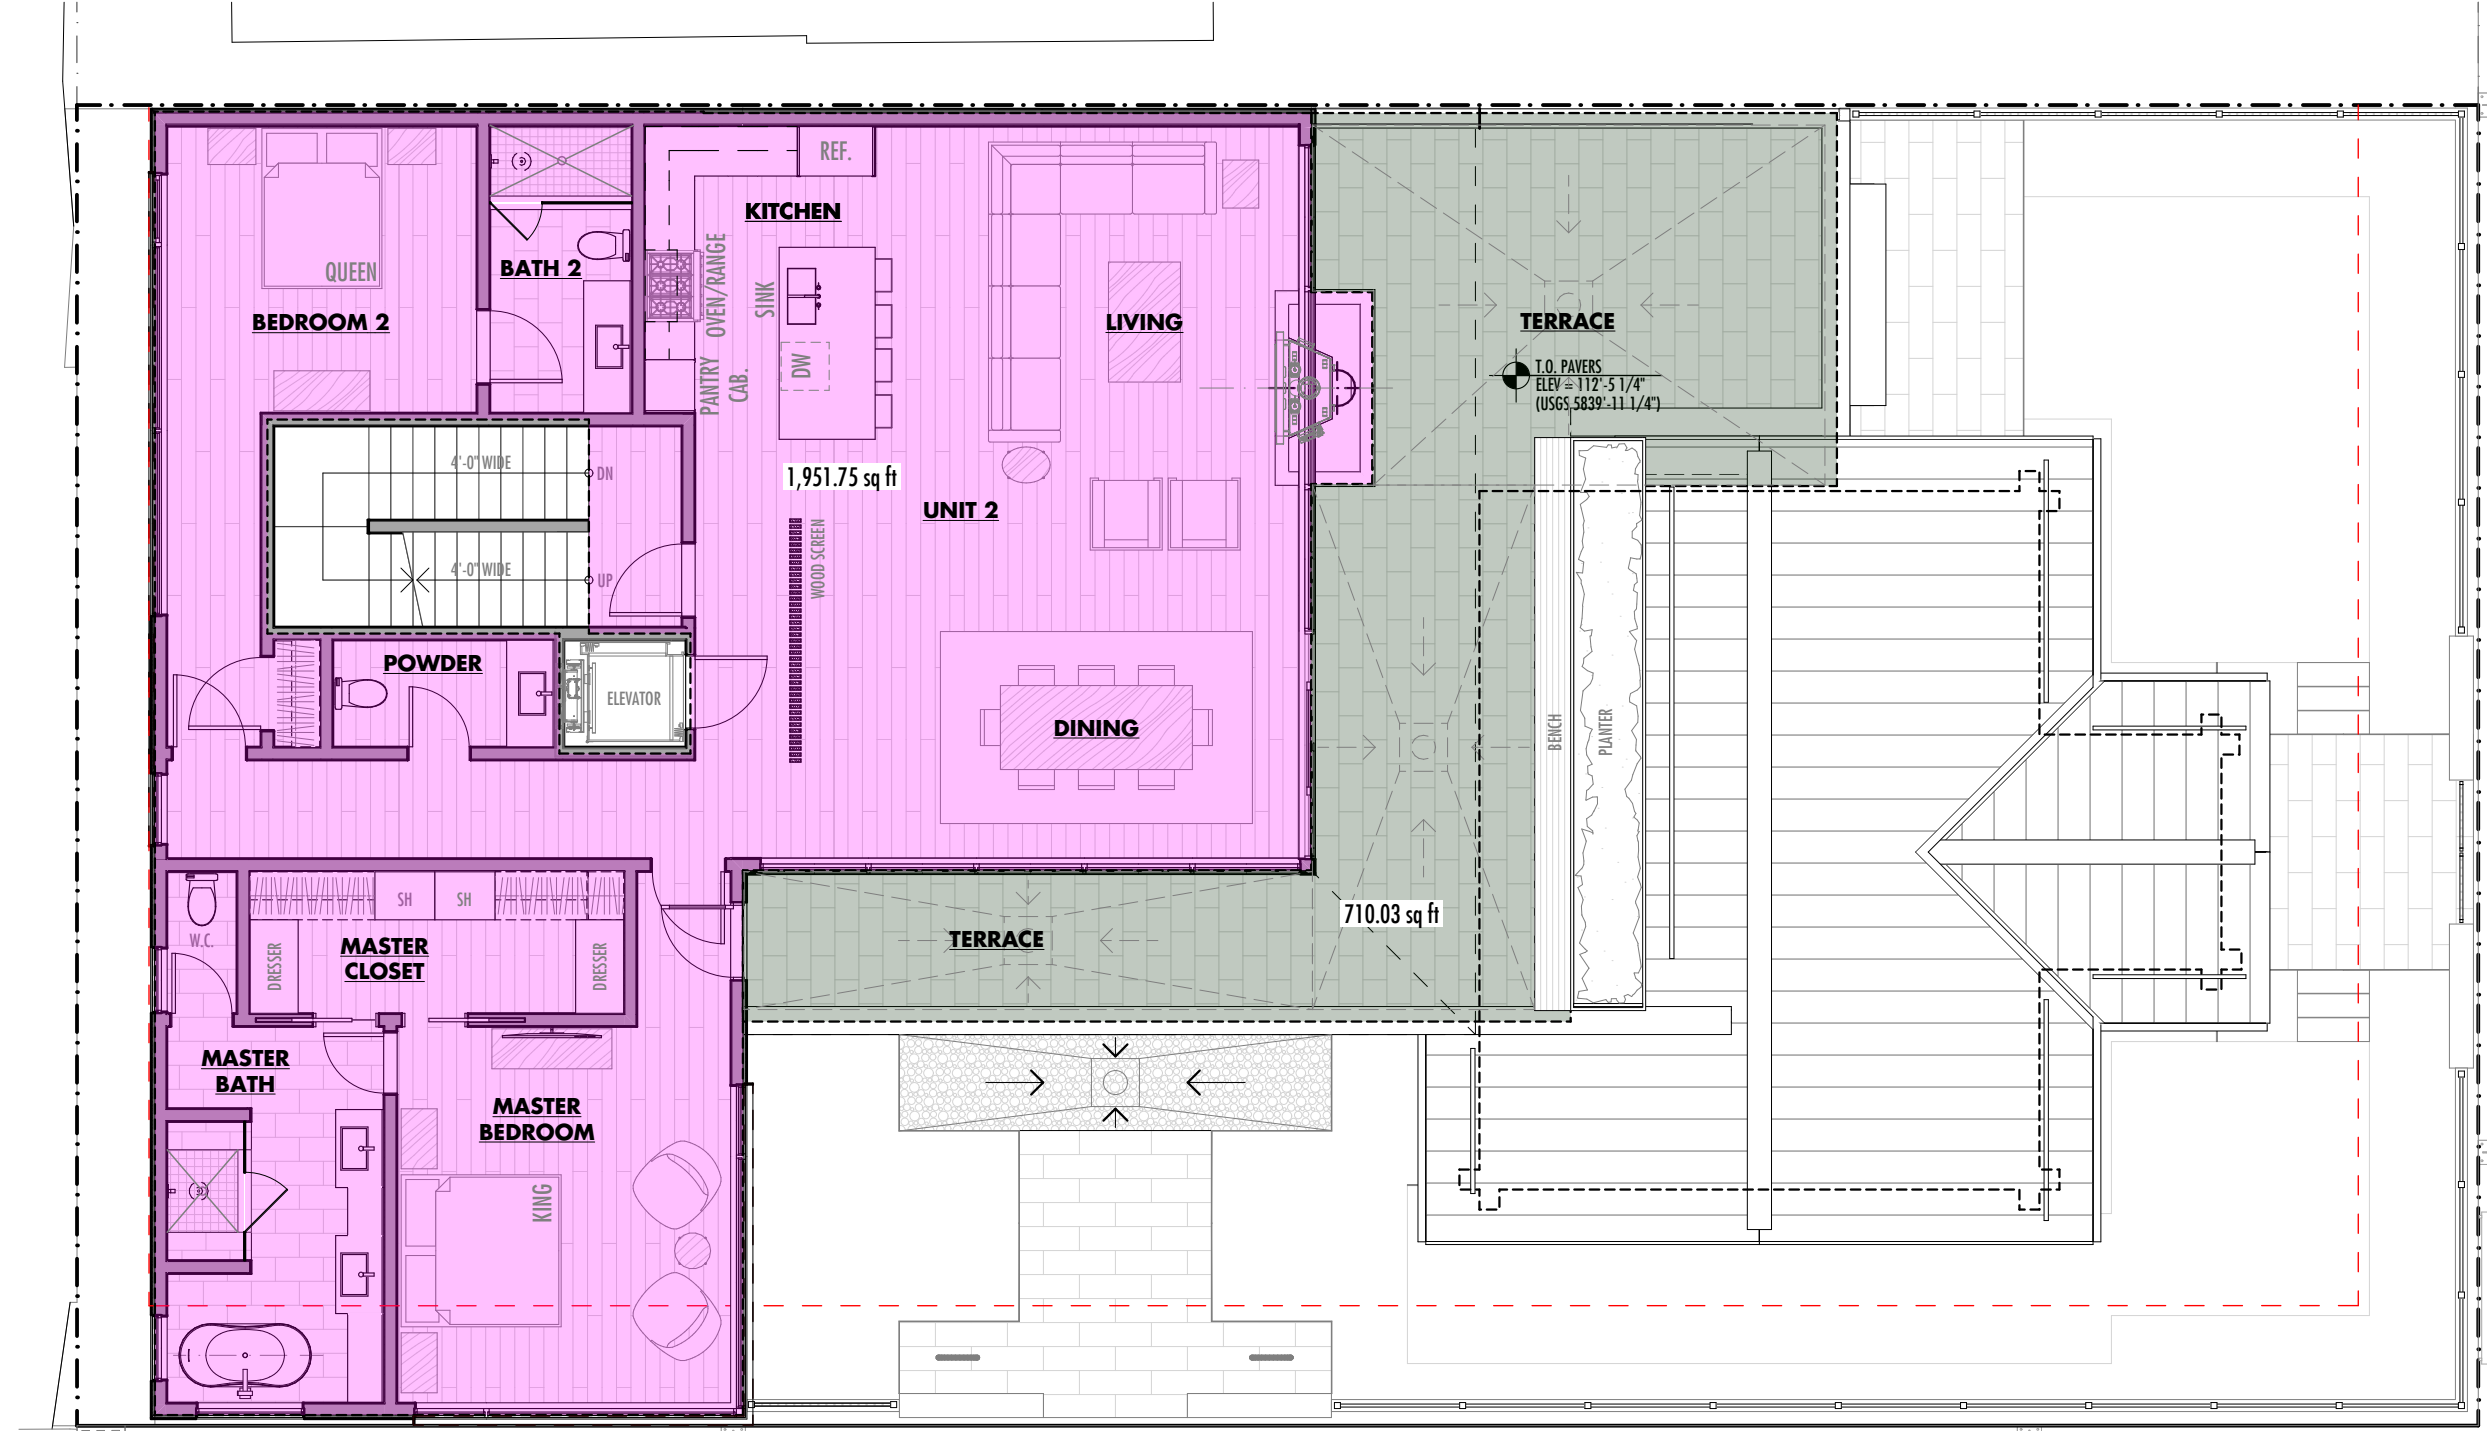 REF.
KITCHEN
QUEEN
BATH 2
OVEN/RANGE
SINK
BEDROOM 2
LIVING
TERRACE
DW
PANTRY
CAB.
T.O. PAVERS
ELEV = 112'-5 1/4"
(USGS 5839'-11 1/4")
4'-0" WIDE
DN
1,951.75 sq ft
UNIT 2
WOOD SCREEN
4'-0" WIDE
UP
POWDER
ELEVATOR
DINING
BENCH
PLANTER
SH
SH
W.C.
DRESSER
MASTER
CLOSET
DRESSER
TERRACE
710.03 sq ft
MASTER
BATH
MASTER
BEDROOM
KING